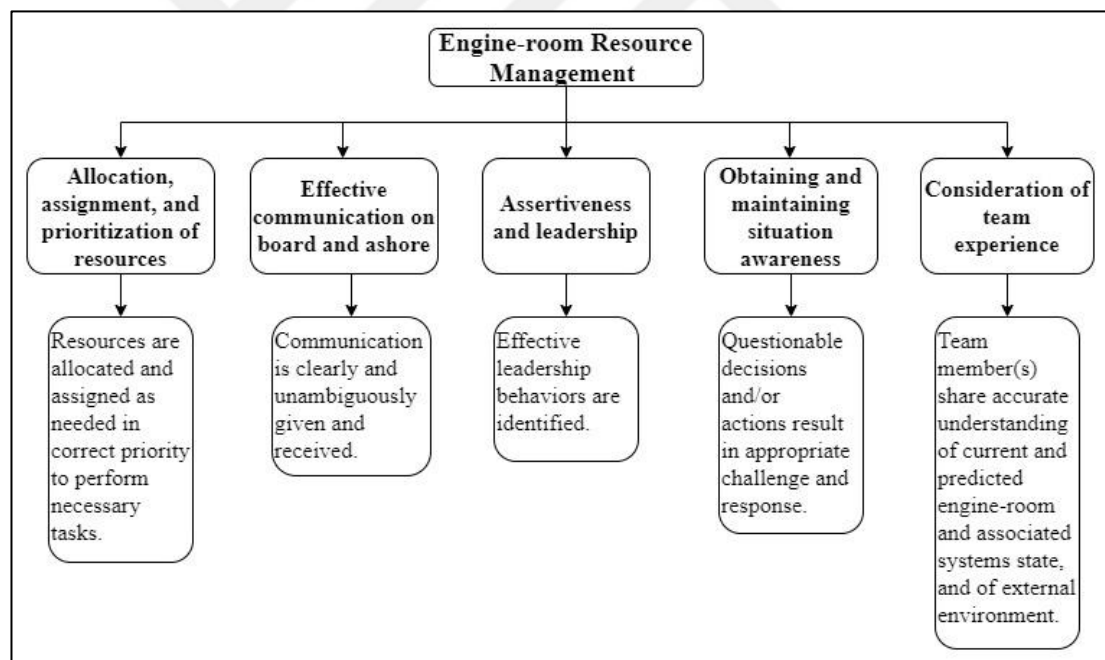 Engine-room Resource
Management
Allocation,
assignment, and
prioritization of
resources
Effective
communication on
board and ashore
Assertiveness
and leadership
Obtaining and
maintaining
situation
awareness
Consideration of
team
experience
Resources are
allocated and
assigned as
needed in
correct priority
to perform
necessary
tasks.
Communication
is clearly and
unambiguously
given and
received.
Effective
leadership
behaviors are
identified.
Questionable
decisions
and/or
actions result
in appropriate
challenge and
response.
Team
member(s)
share accurate
understanding
of current and
predicted
engine-room
and associated
systems state,
and of external
environment.